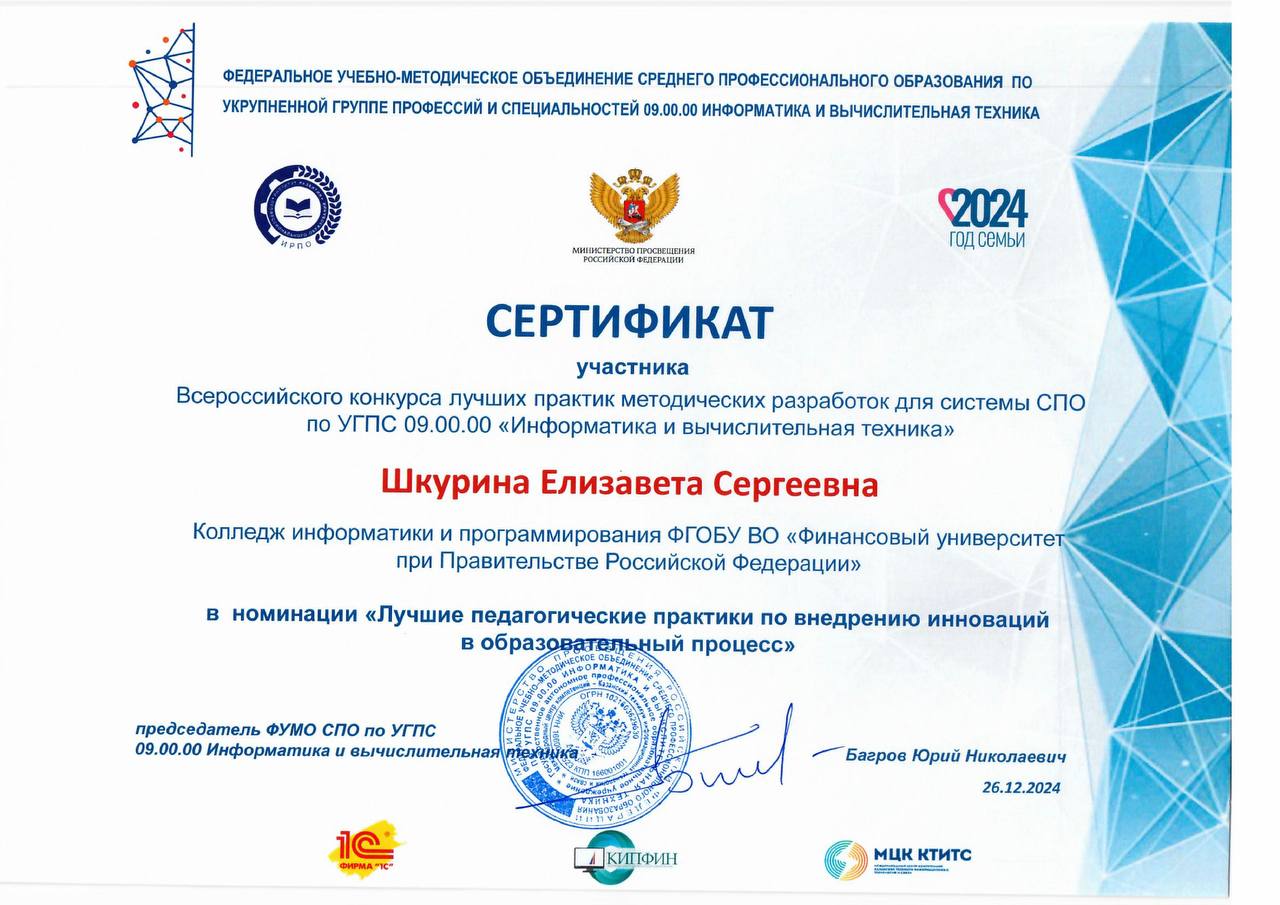 ФЕДЕРАЛЬНОЕ УЧЕБНО-МЕТОДИЧЕСКОЕ ОБЪЕДИНЕНИЕ СРЕДНЕГО ПРОФЕССИОНАЛЬНОГО ОБРАЗОВАНИЯ ПО
УКРУПНЕННОЙ ГРУППЕ ПРОФЕССИЙ И СПЕЦИАЛЬНОСТЕЙ 09.00.00 ИНФОРМАТИКА И ВЫЧИСЛИТЕЛЬНАЯ ТЕХНИКА
ИРПО
МИНИСТЕРСТВО ПРОСВЕЩЕНИЯ
РОССИЙСКОЙ ФЕДЕРАЦИИ
2024
ГОД СЕМЬИ
СЕРТИФИКАТ
участника
Всероссийского конкурса лучших практик методических разработок для системы СПО
по УГПС 09.00.00 «Информатика и вычислительная техника»
Шкурина Елизавета Сергеевна
Колледж информатики и программирования ФГОБУ ВО «Финансовый университет
при Правительстве Российской Федерации»
в номинации «Лучшие педагогические практики по внедрению инноваций
в образовательный процесс»
председатель ФУМО СПО по УГПС
09.00.00 Информатика и вычислительная техника
Багров Юрий Николаевич
26.12.2024
1С
ФИРМА "1С"
КИПФИН
МЦК КТИТС